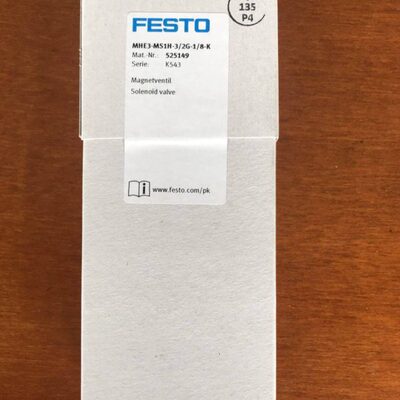 135
P4
FESTO
MHE3-MS1H-3/2G-1/8-K
Mat.-Nr.: 525149
Serie: K543
Magnetventil
Solenoid valve
www.festo.com/pk